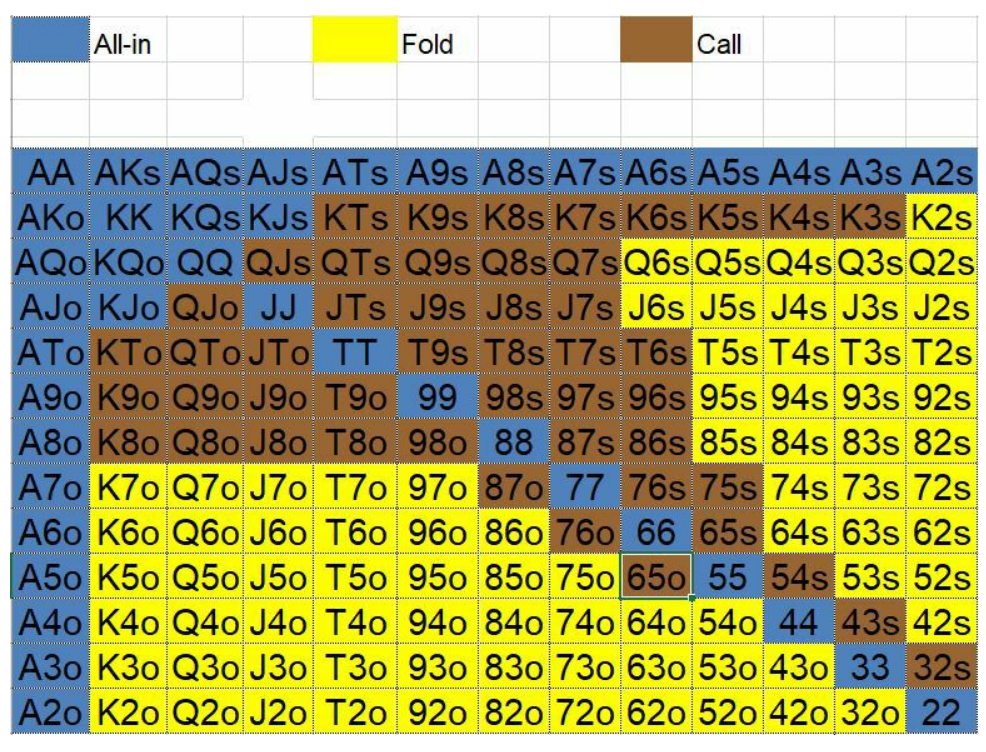 All-in Fold Call
AA AKs AQs AJs ATs A9s A8s A7s A6s A5s A4s A3s A2s
AKo KK KQs KJs KTs K9s K8s K7s K6s K5s K4s K3s K2s
AQo KQo QQ QJs QTs Q9s Q8s Q7s Q6s Q5s Q4s Q3s Q2s
AJo KJo QJo JJ JTs J9s J8s J7s J6s J5s J4s J3s J2s
ATo KTo QTo JTo TT T9s T8s T7s T6s T5s T4s T3s T2s
A9o K9o Q9o J9o T9o 99 98s 97s 96s 95s 94s 93s 92s
A8o K8o Q8o J8o T8o 98o 88 87s 86s 85s 84s 83s 82s
A7o K7o Q7o J7o T7o 97o 87o 77 76s 75s 74s 73s 72s
A6o K6o Q6o J6o T6o 96o 86o 76o 66 65s 64s 63s 62s
A5o K5o Q5o J5o T5o 95o 85o 75o 65o 55 54s 53s 52s
A4o K4o Q4o J4o T4o 94o 84o 74o 64o 54o 44 43s 42s
A3o K3o Q3o J3o T3o 93o 83o 73o 63o 53o 43o 33 32s
A2o K2o Q2o J2o T2o 92o 82o 72o 62o 52o 42o 32o 22